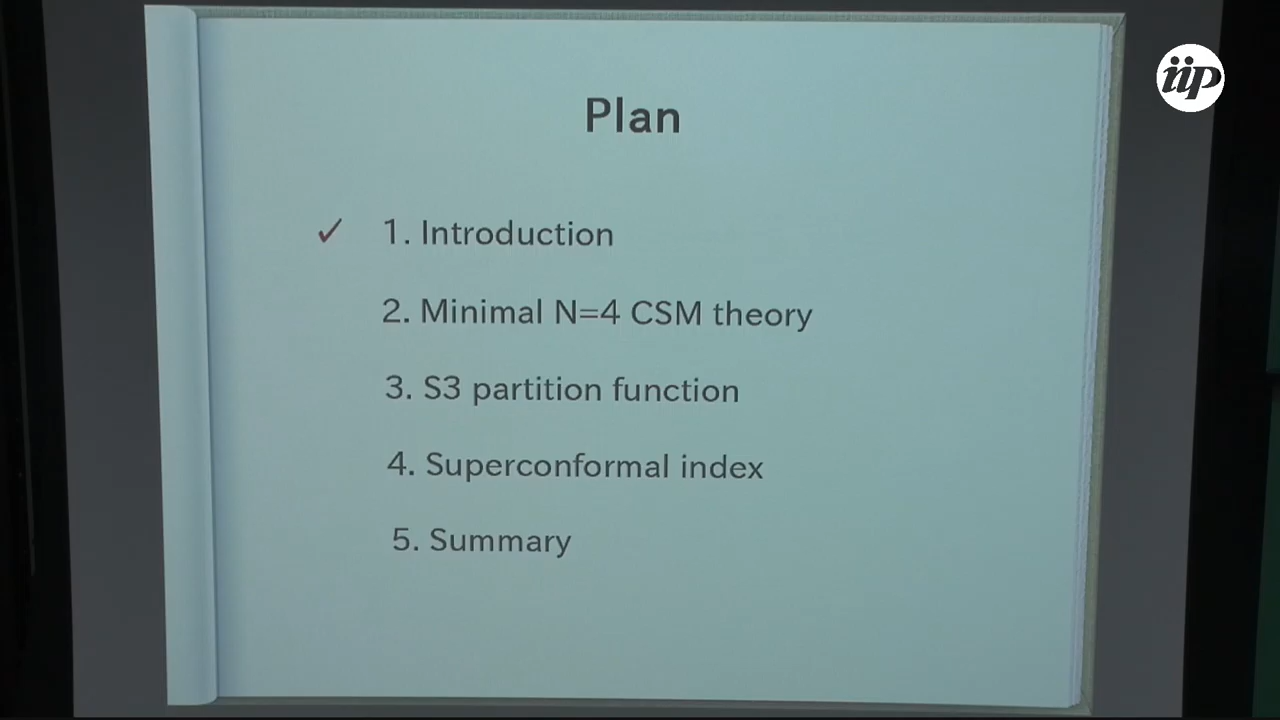 iip
Plan
✓ 1. Introduction
2. Minimal N=4 CSM theory
3. S3 partition function
4. Superconformal index
5. Summary